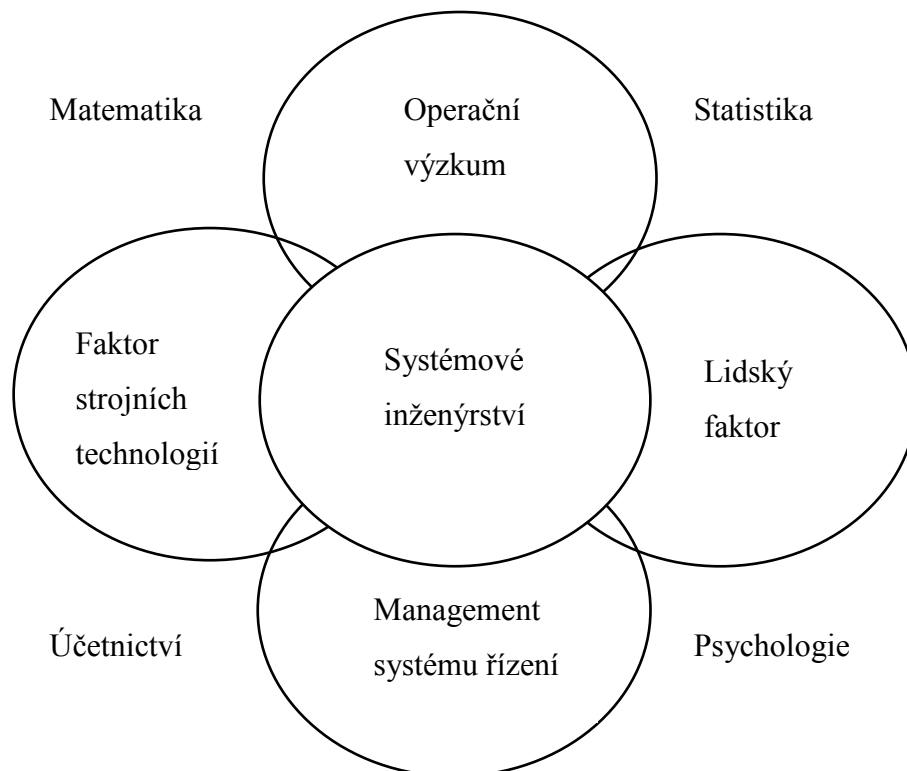 Matematika
Operační
výzkum
Statistika
Faktor
strojních
technologií
Systémové
inženýrství
Lidský
faktor
Účetnictví
Management
systému řízení
Psychologie